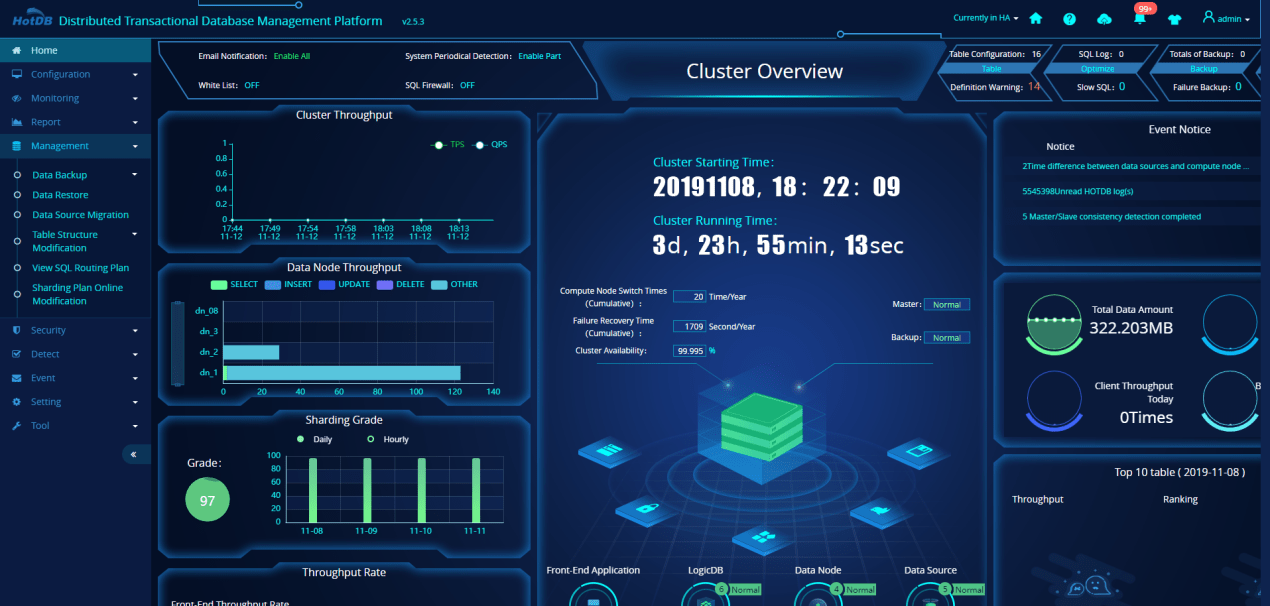 HotDB Distributed Transactional Database Management Platform v2.5.3
Currently in HA
99+
admin
Home
Configuration
Monitoring
Report
Management
Data Backup
Data Restore
Data Source Migration
Table Structure
Modification
View SQL Routing Plan
Sharding Plan Online
Modification
Security
Detect
Event
Setting
Tool
Email Notification: Enable All
System Periodical Detection: Enable Part
White List: OFF
SQL Firewall: OFF
Cluster Overview
Table Configuration: 16
Table
Definition Warning: 14
SQL Log: 0
Optimize
Slow SQL: 0
Totals of Backup: 0
Backup
Failure Backup: 0
Cluster Throughput
TPS QPS
1
0.8
0.6
0.4
0.2
0
17:44 17:49 17:54 17:58 18:03 18:08 18:13
11-12 11-12 11-12 11-12 11-12 11-12 11-12
Data Node Throughput
SELECT INSERT UPDATE DELETE OTHER
dn_08
dn_3
dn_2
dn_1
0 20 40 60 80 100 120 140
Sharding Grade
Daily Hourly
Grade:
97
100
80
60
40
20
0
11-08 11-09 11-10 11-11
Throughput Rate
Front-End Throughput Rate
Cluster Starting Time:
20191108, 18: 22: 09
Cluster Running Time:
3d, 23h, 55min, 13sec
Compute Node Switch Times
(Cumulative) :
20 Time/Year
Failure Recovery Time
(Cumulative) :
1709 Second/Year
Cluster Availability:
99.995 %
Master: Normal
Backup: Normal
Front-End Application
LogicDB
6 Normal
Data Node
4 Normal
Data Source
5 Normal
Event Notice
Notice
2Time difference between data sources and compute node ...
5545398Unread HOTDB log(s)
5 Master/Slave consistency detection completed
Total Data Amount
322.203MB
Client Throughput
Today
0Times
B
Top 10 table ( 2019-11-08 )
Throughput Ranking